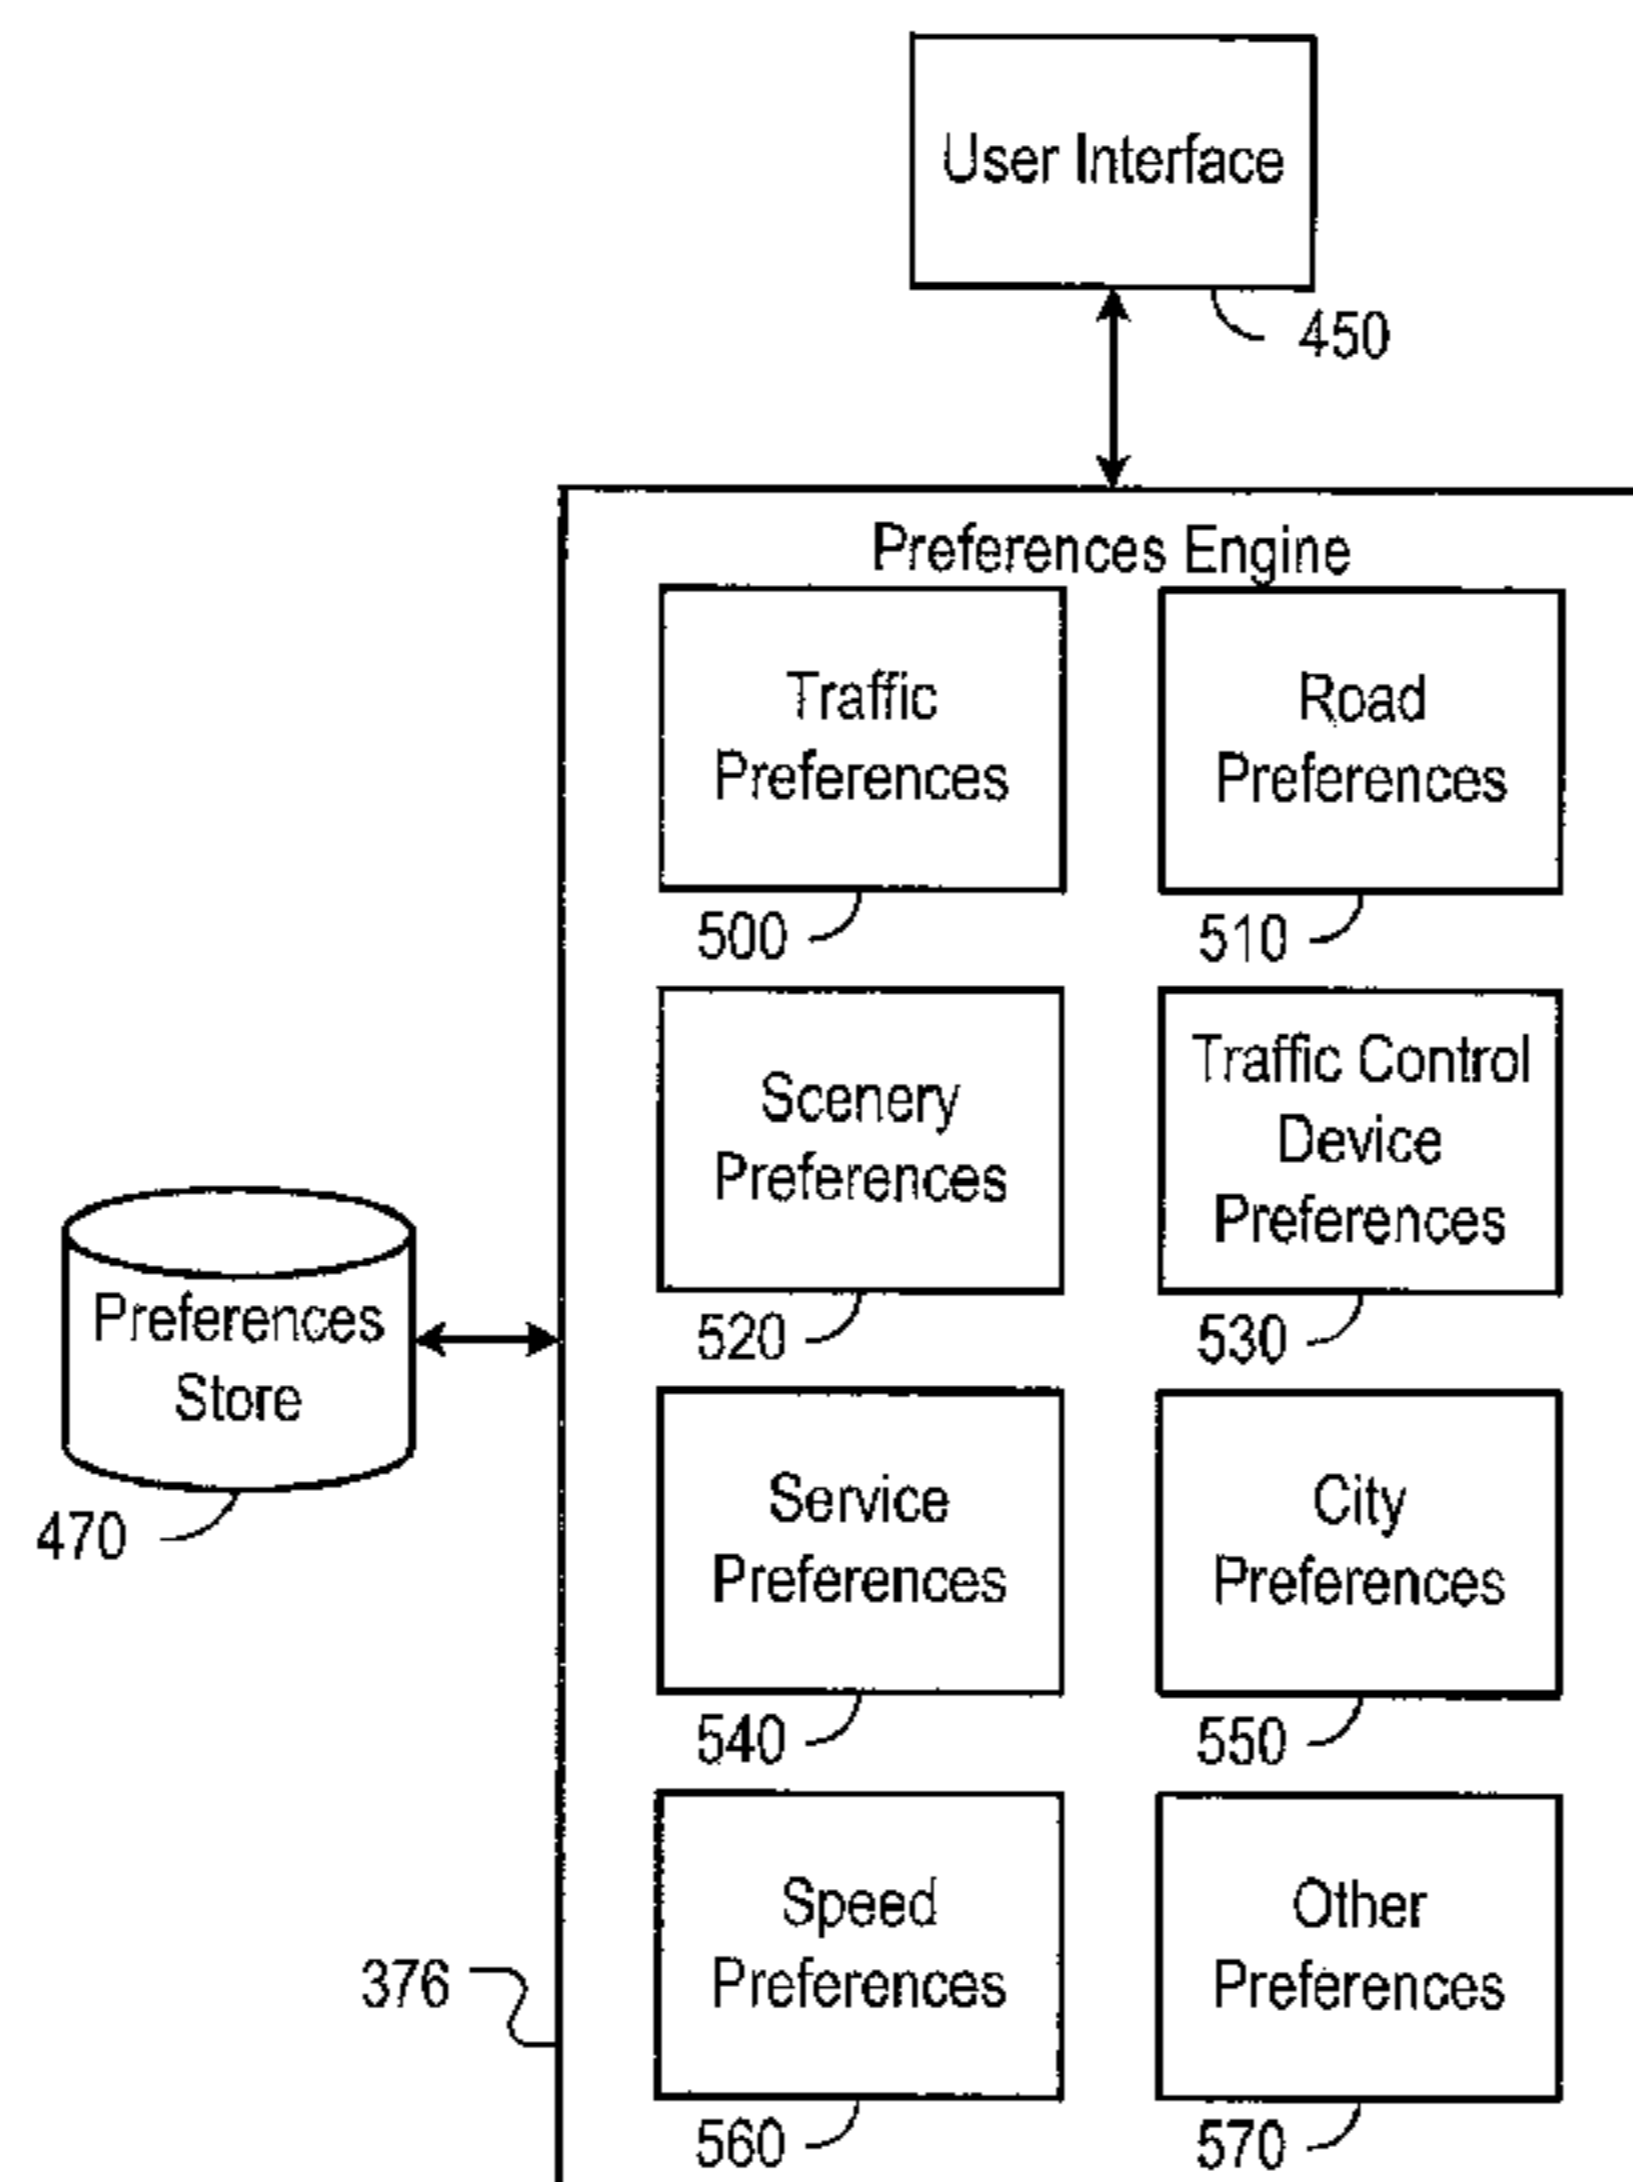 User Interface
450
Preferences Engine
Traffic
Preferences
500
Road
Preferences
510
Scenery
Preferences
520
Traffic Control
Device
Preferences
530
Preferences
Store
470
Service
Preferences
540
City
Preferences
550
Speed
Preferences
560
Other
Preferences
570
376